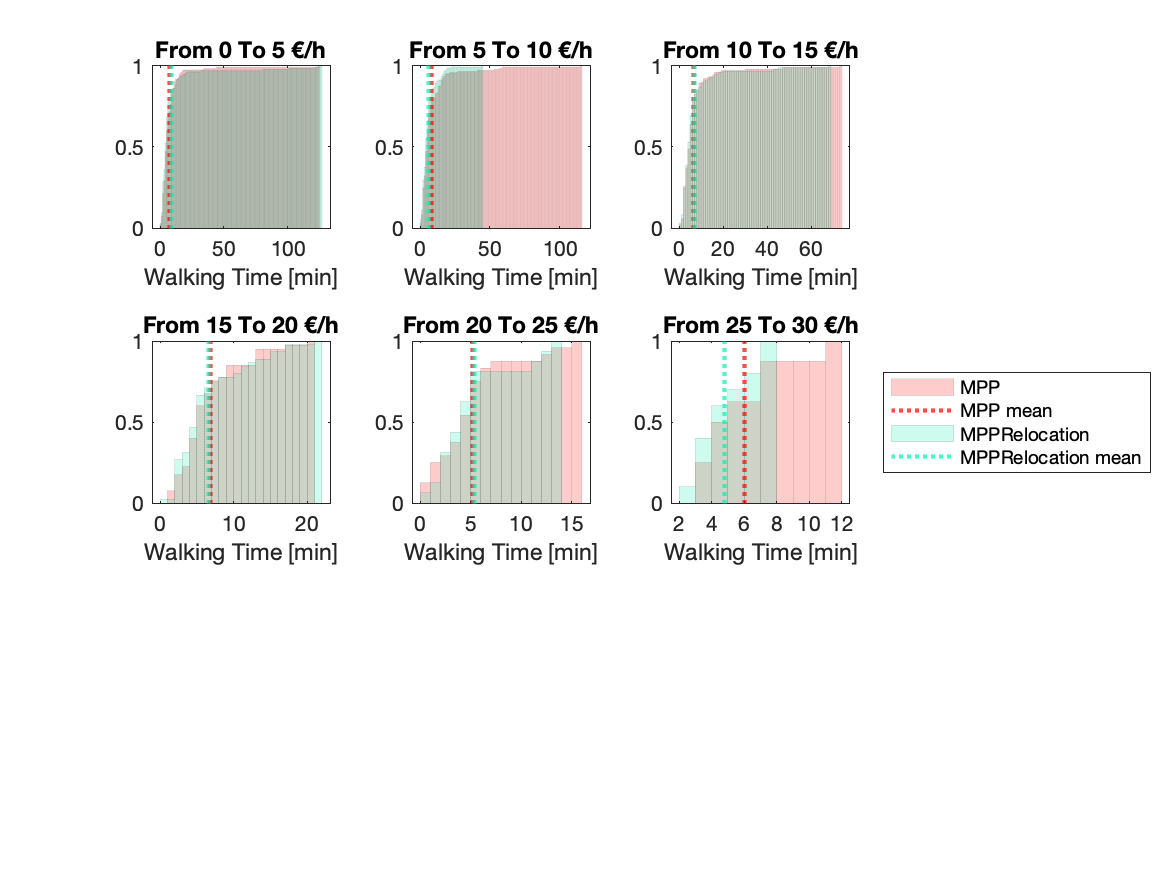 From 0 To 5 €/h
1
0.5
0
0 50 100
Walking Time [min]
From 5 To 10 €/h
1
0.5
0
0 50 100
Walking Time [min]
From 10 To 15 €/h
1
0.5
0
0 20 40 60
Walking Time [min]
From 15 To 20 €/h
1
0.5
0
0 10 20
Walking Time [min]
From 20 To 25 €/h
1
0.5
0
0 5 10 15
Walking Time [min]
From 25 To 30 €/h
1
0.5
0
2 4 6 8 10 12
Walking Time [min]
MPP
MPP mean
MPPRelocation
MPPRelocation mean